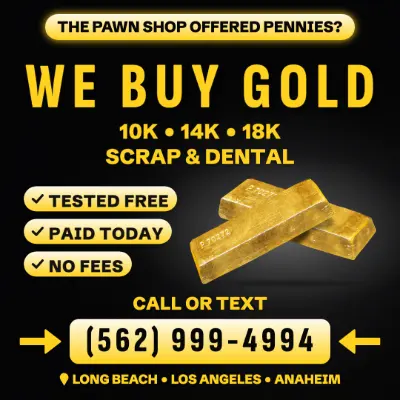 THE PAWN SHOP OFFERED PENNIES?
WE BUY GOLD
10K • 14K • 18K
SCRAP & DENTAL
✓ TESTED FREE
✓ PAID TODAY
✓ NO FEES
CALL OR TEXT
(562) 999-4994
LONG BEACH • LOS ANGELES • ANAHEIM